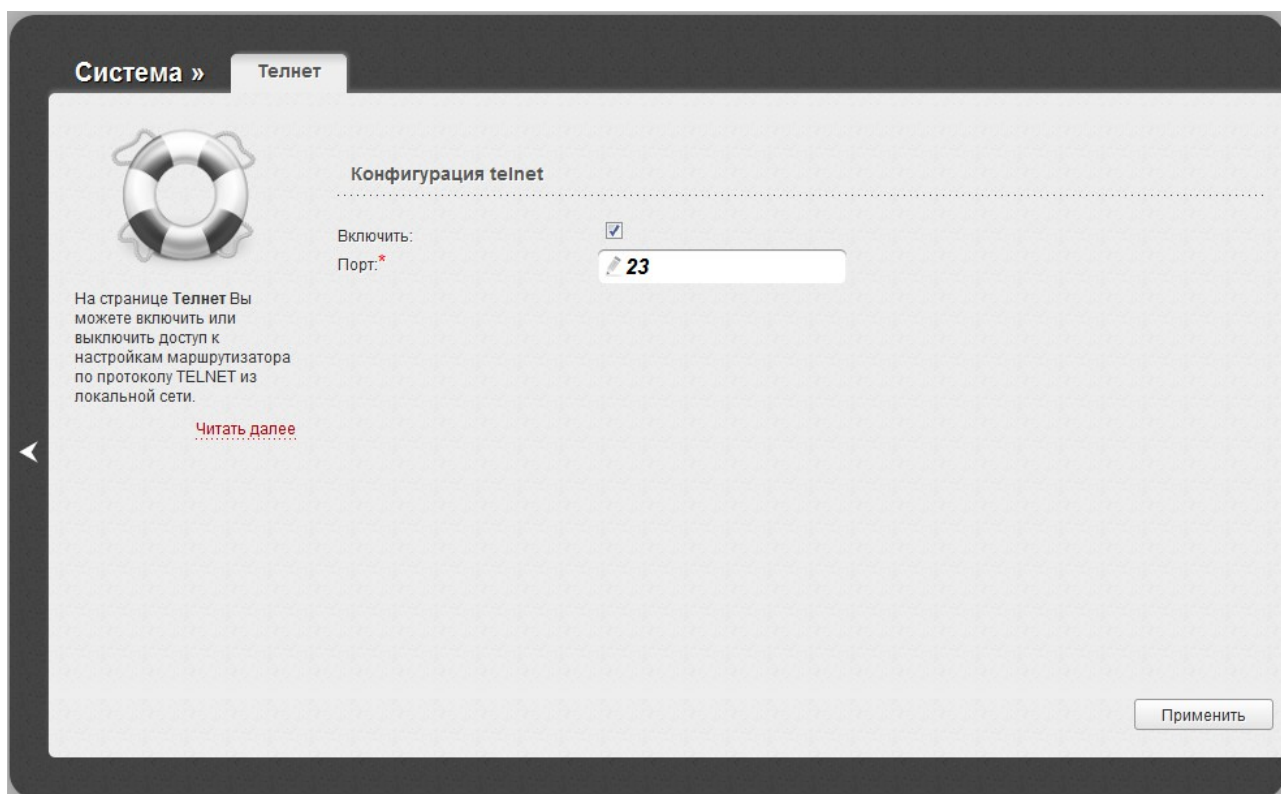 Система »
Телнет
На странице Телнет Вы
можете включить или
выключить доступ к
настройкам маршрутизатора
по протоколу TELNET из
локальной сети.
Читать далее
Конфигурация telnet
Включить:
Порт:*
23
Применить